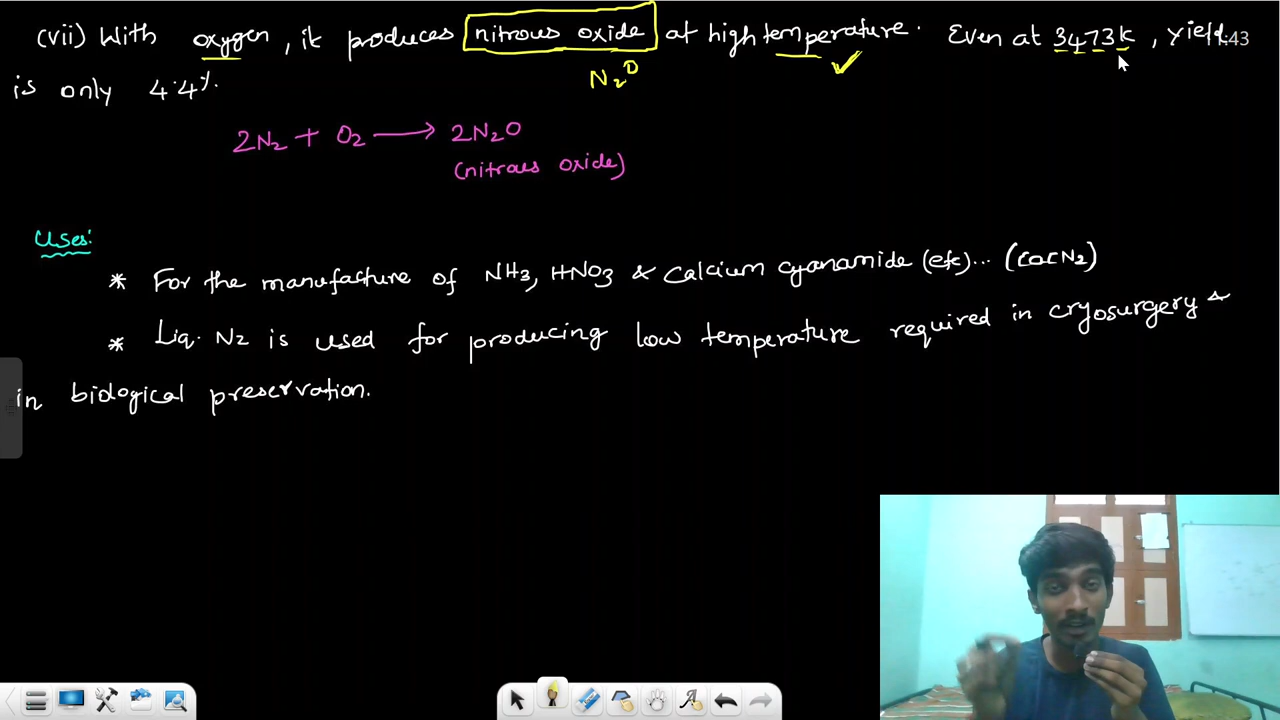 (vii) With oxygen, it produces nitrous oxide at high temperature. Even at 3473k, yield :43
N2O
is only 4.4%.
2N2 + O2 → 2N2O
(nitrous oxide)
Uses:
* For the manufacture of NH3, HNO3 & Calcium cyanamide (etc)... (CaCN2)
* Liq. N2 is used for producing low temperature required in cryosurgery &
in biological preservation.